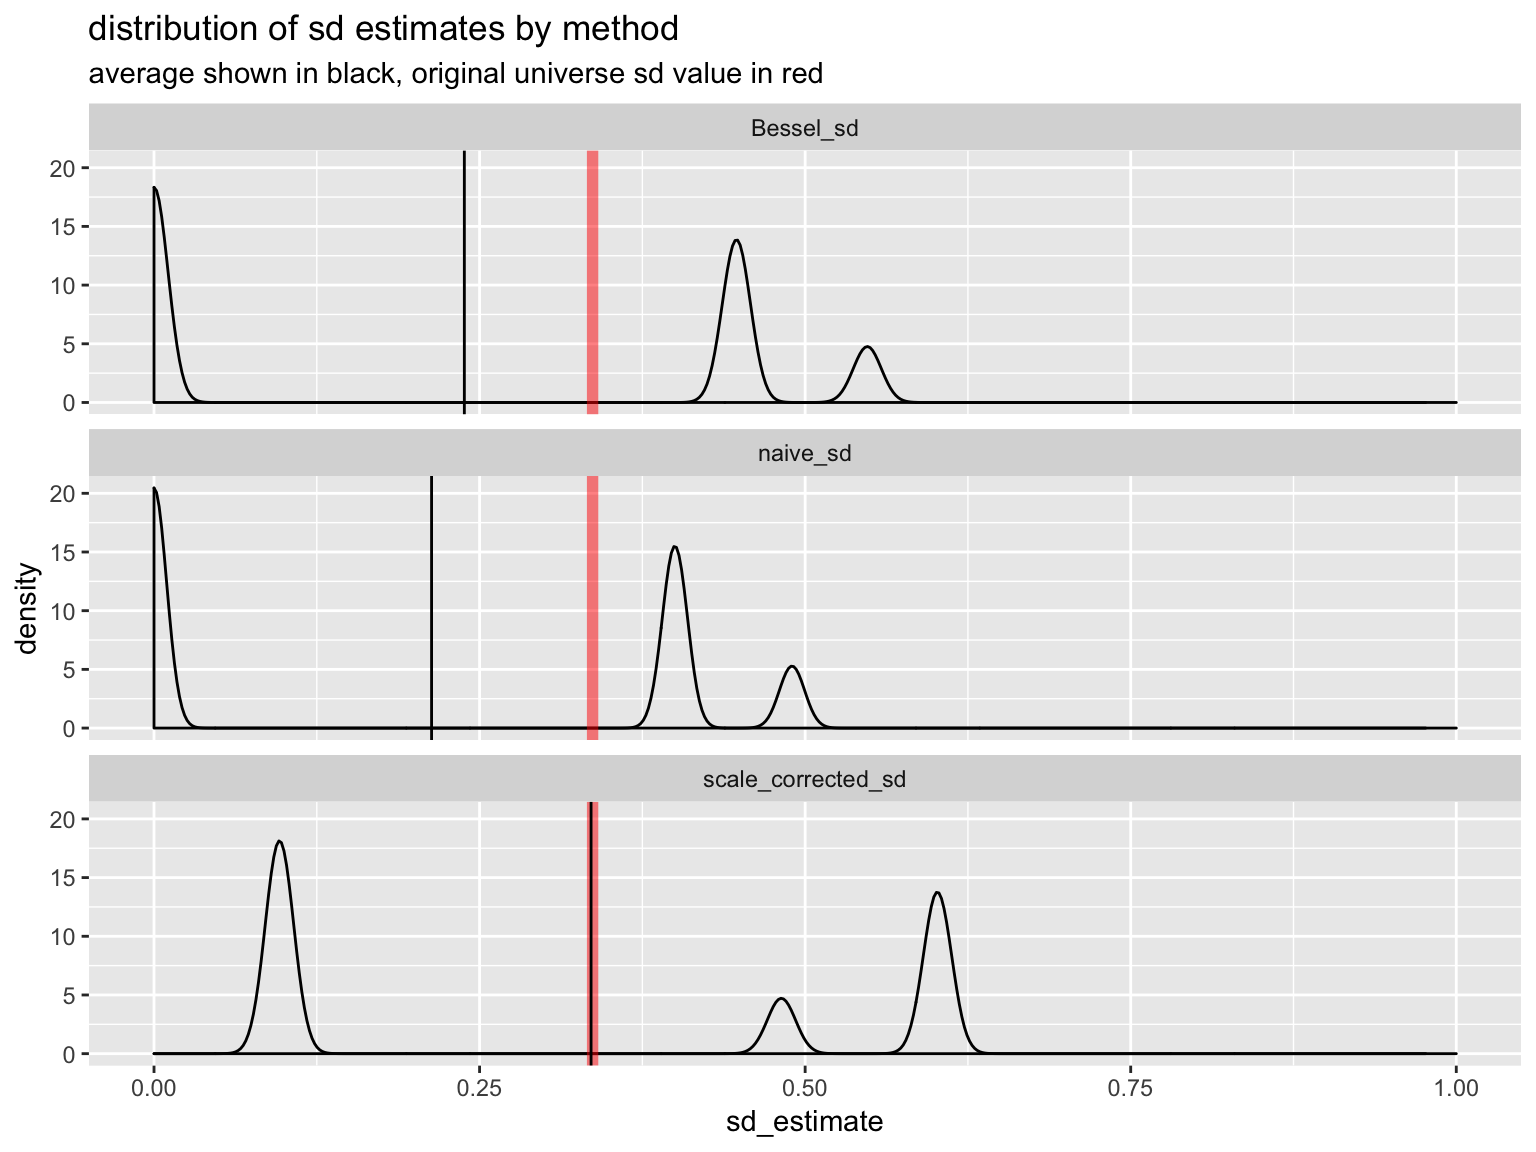 distribution of sd estimates by method
average shown in black, original universe sd value in red
Bessel_sd
20
15
10
5
0
naive_sd
20
15
10
5
0
scale_corrected_sd
20
15
10
5
0
density
0.00 0.25 0.50 0.75 1.00
sd_estimate